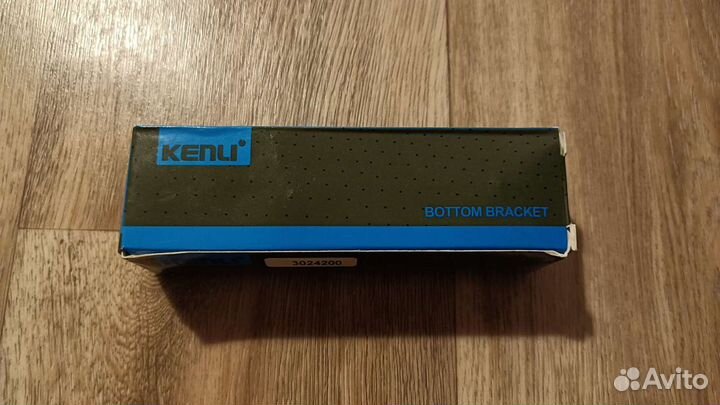 KENLI
BOTTOM BRACKET
3024200
Avito